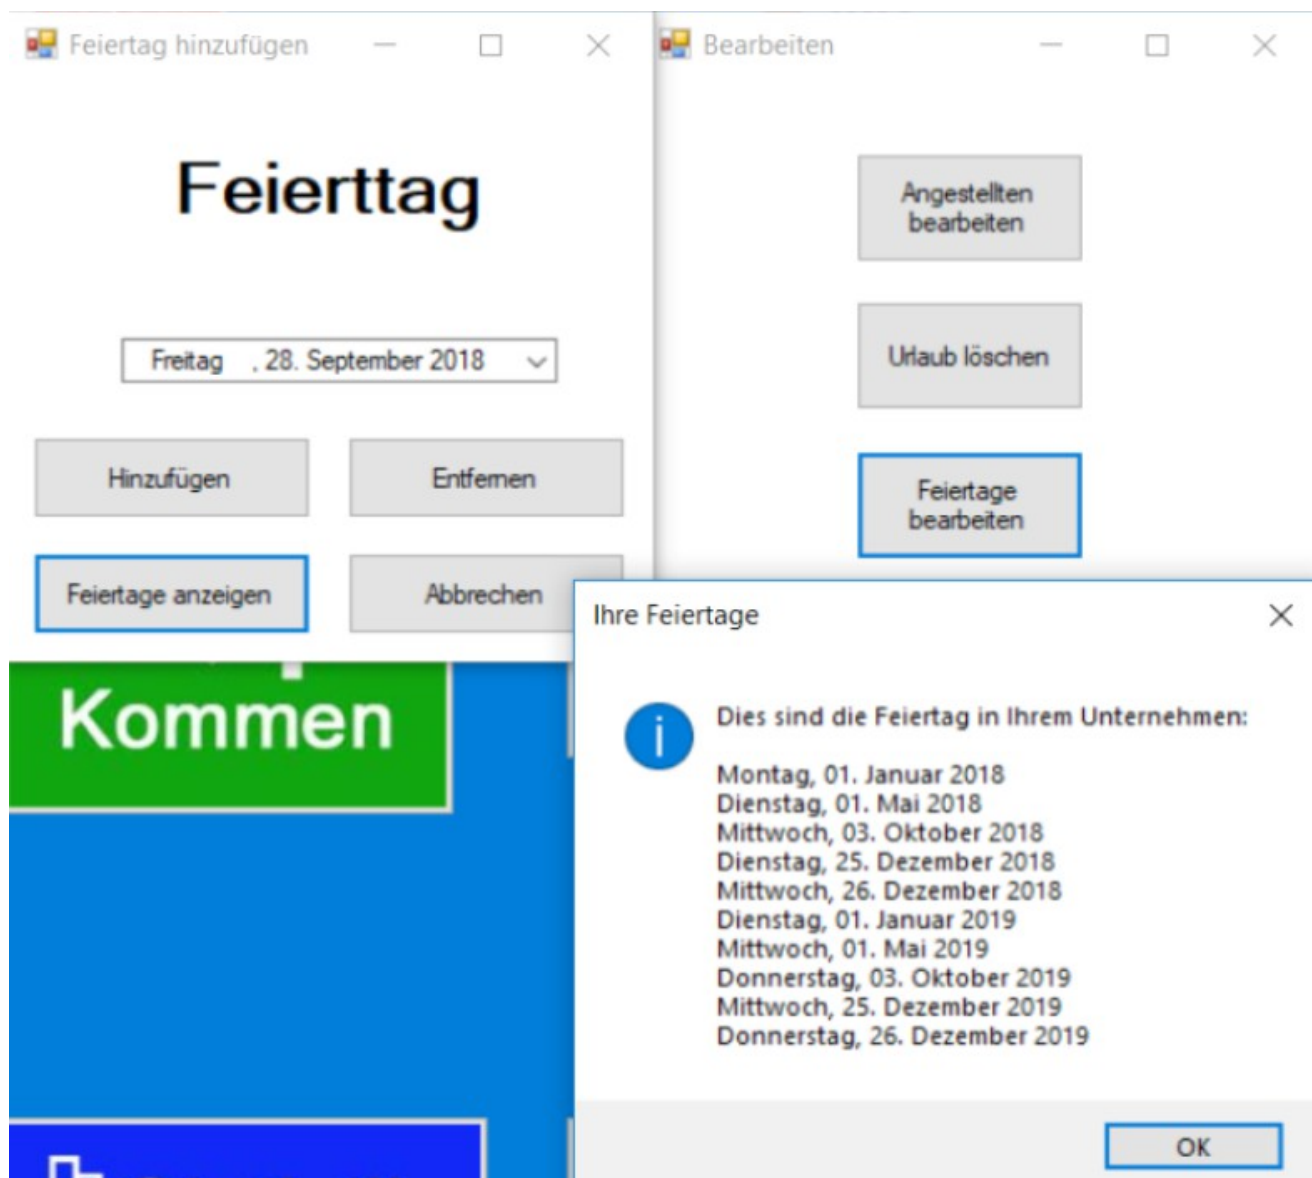 Feiertag hinzufügen
Feierttag
Freitag , 28. September 2018
Hinzufügen
Entfernen
Feiertage anzeigen
Abbrechen
Bearbeiten
Angestellten
bearbeiten
Urlaub löschen
Feiertage
bearbeiten
Kommen
Ihre Feiertage
Dies sind die Feiertag in Ihrem Unternehmen:
Montag, 01. Januar 2018
Dienstag, 01. Mai 2018
Mittwoch, 03. Oktober 2018
Dienstag, 25. Dezember 2018
Mittwoch, 26. Dezember 2018
Dienstag, 01. Januar 2019
Mittwoch, 01. Mai 2019
Donnerstag, 03. Oktober 2019
Mittwoch, 25. Dezember 2019
Donnerstag, 26. Dezember 2019
OK